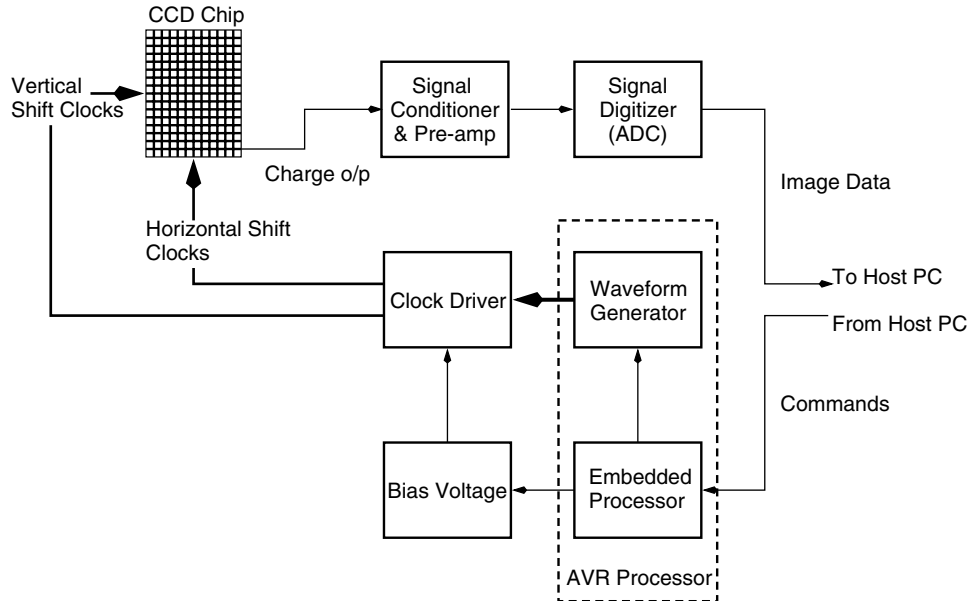 CCD Chip
Vertical
Shift Clocks
Signal
Conditioner
& Pre-amp
Signal
Digitizer
(ADC)
Charge o/p
Image Data
Horizontal Shift
Clocks
Clock Driver
Waveform
Generator
To Host PC
From Host PC
Commands
Bias Voltage
Embedded
Processor
AVR Processor